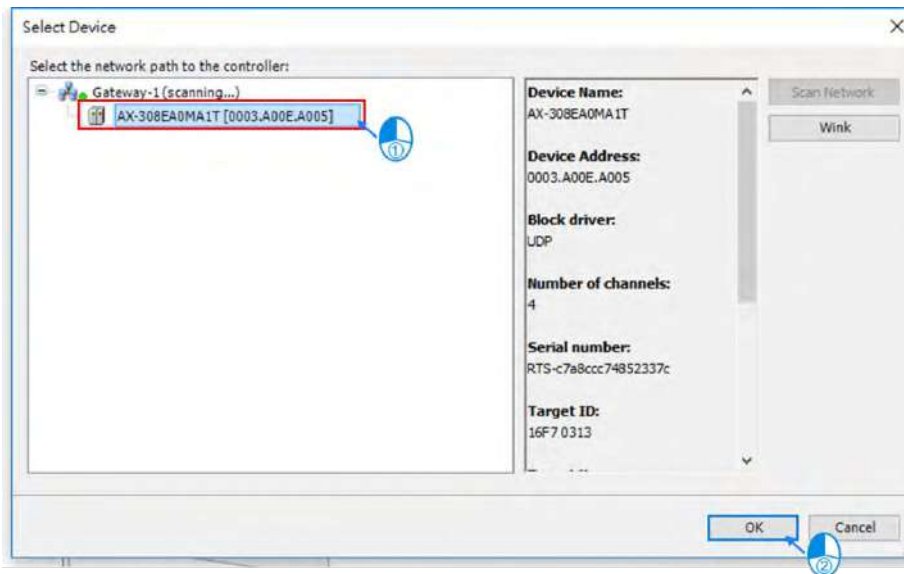 Select Device
Select the network path to the controller:
Gateway-1 (scanning...)
AX-308EA0MA1T [0003.A00E.A005]
①
Device Name:
AX-308EA0MA1T
Device Address:
0003.A00E.A005
Block driver:
UDP
Number of channels:
4
Serial number:
RTS-c7a8ccc74852337c
Target ID:
16F7 0313
Scan Network
Wink
OK
Cancel
②